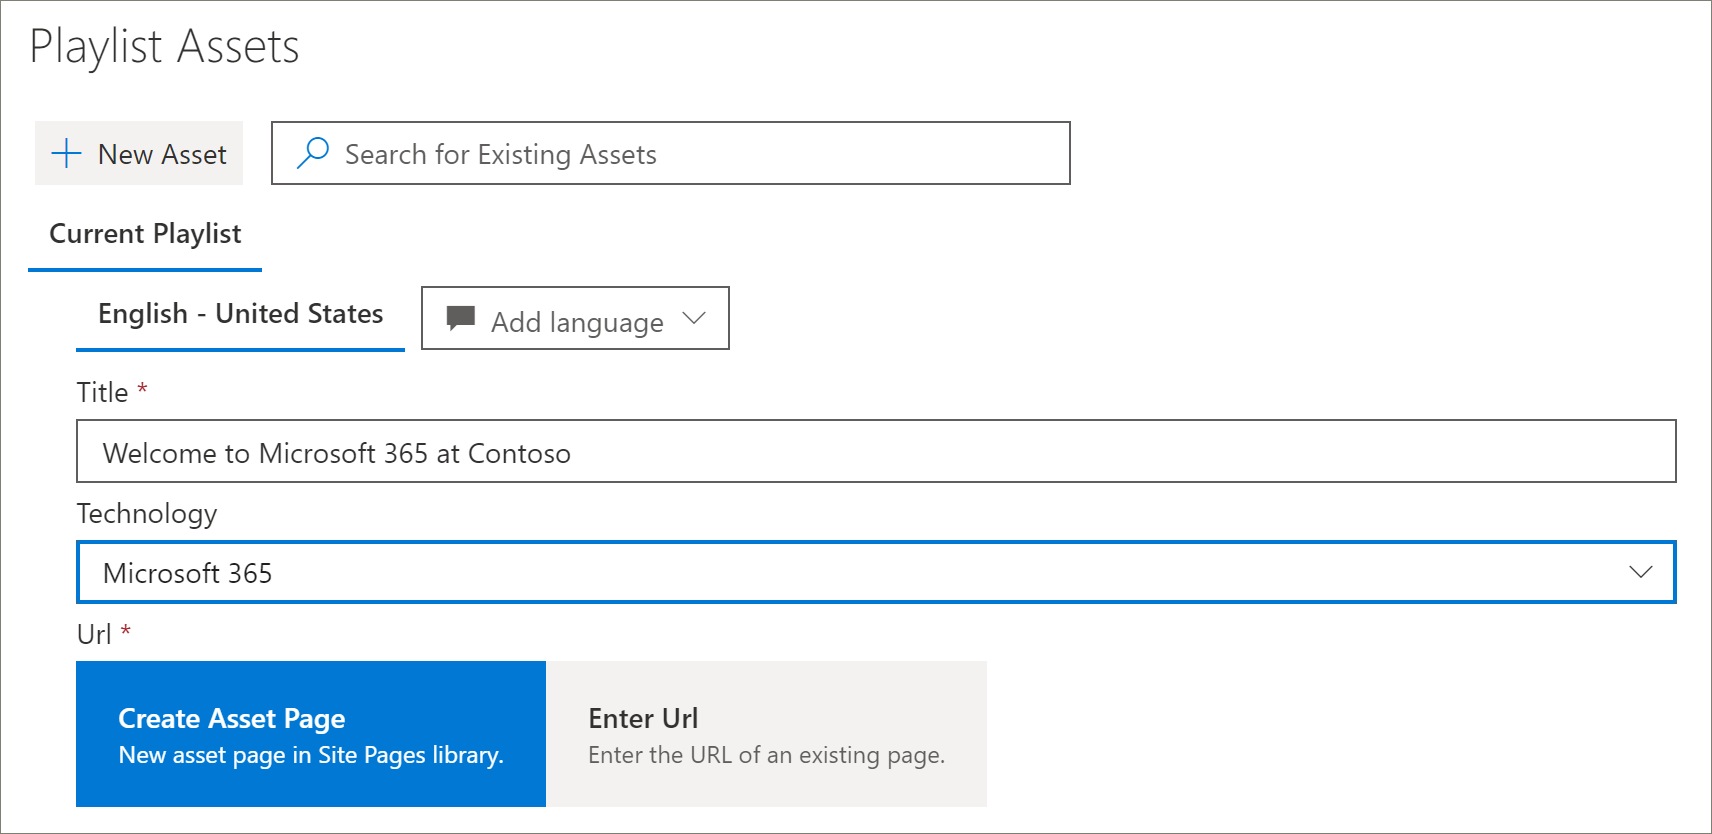 Playlist Assets
New Asset
Search for Existing Assets
Current Playlist
English - United States
Add language
Title *
Welcome to Microsoft 365 at Contoso
Technology
Microsoft 365
Url *
Create Asset Page
New asset page in Site Pages library.
Enter Url
Enter the URL of an existing page.